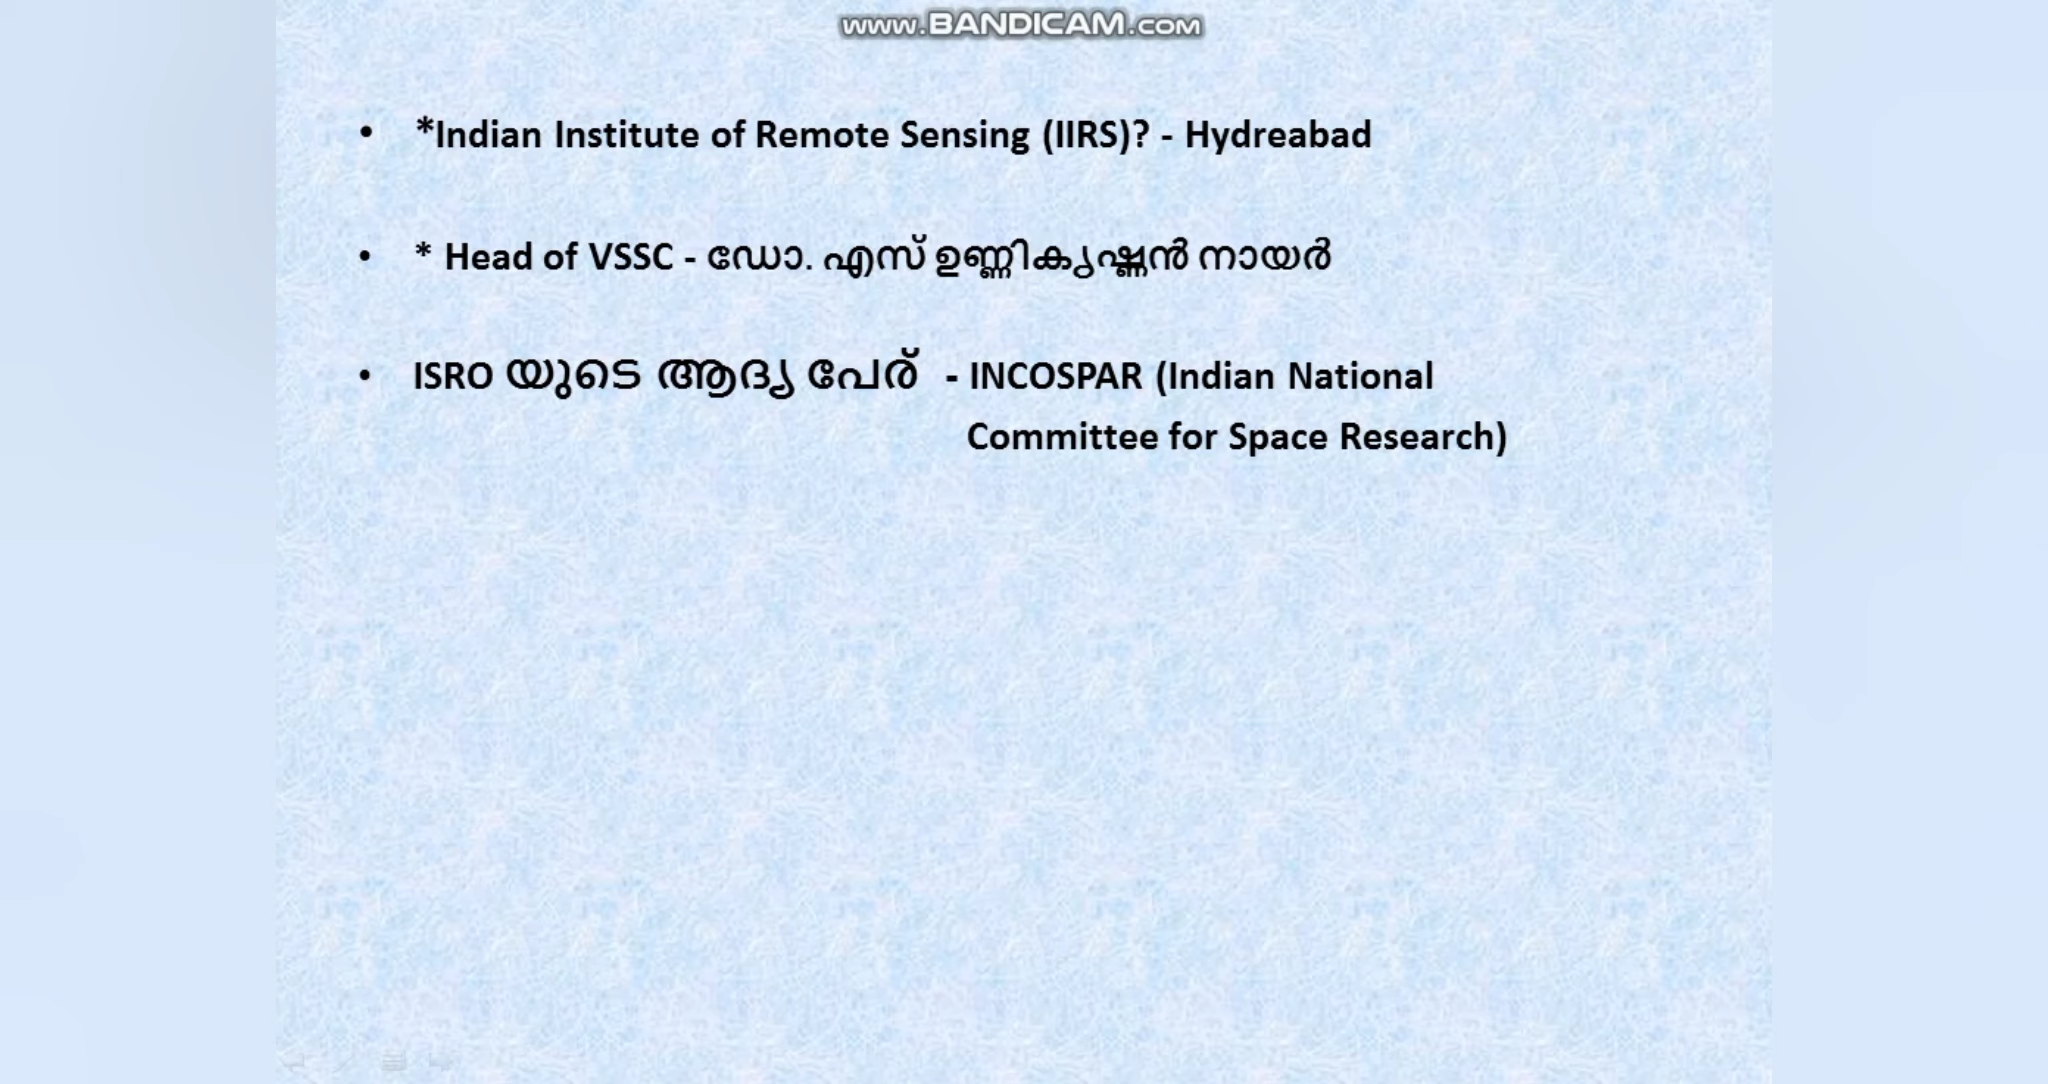 www.BANDICAM.com
• *Indian Institute of Remote Sensing (IIRS)? - Hydreabad
• * Head of VSSC - ഡോ. എസ് ഉണ്ണികൃഷ്ണൻ നായർ
• ISRO യുടെ ആദ്യ പേര് - INCOSPAR (Indian National
Committee for Space Research)